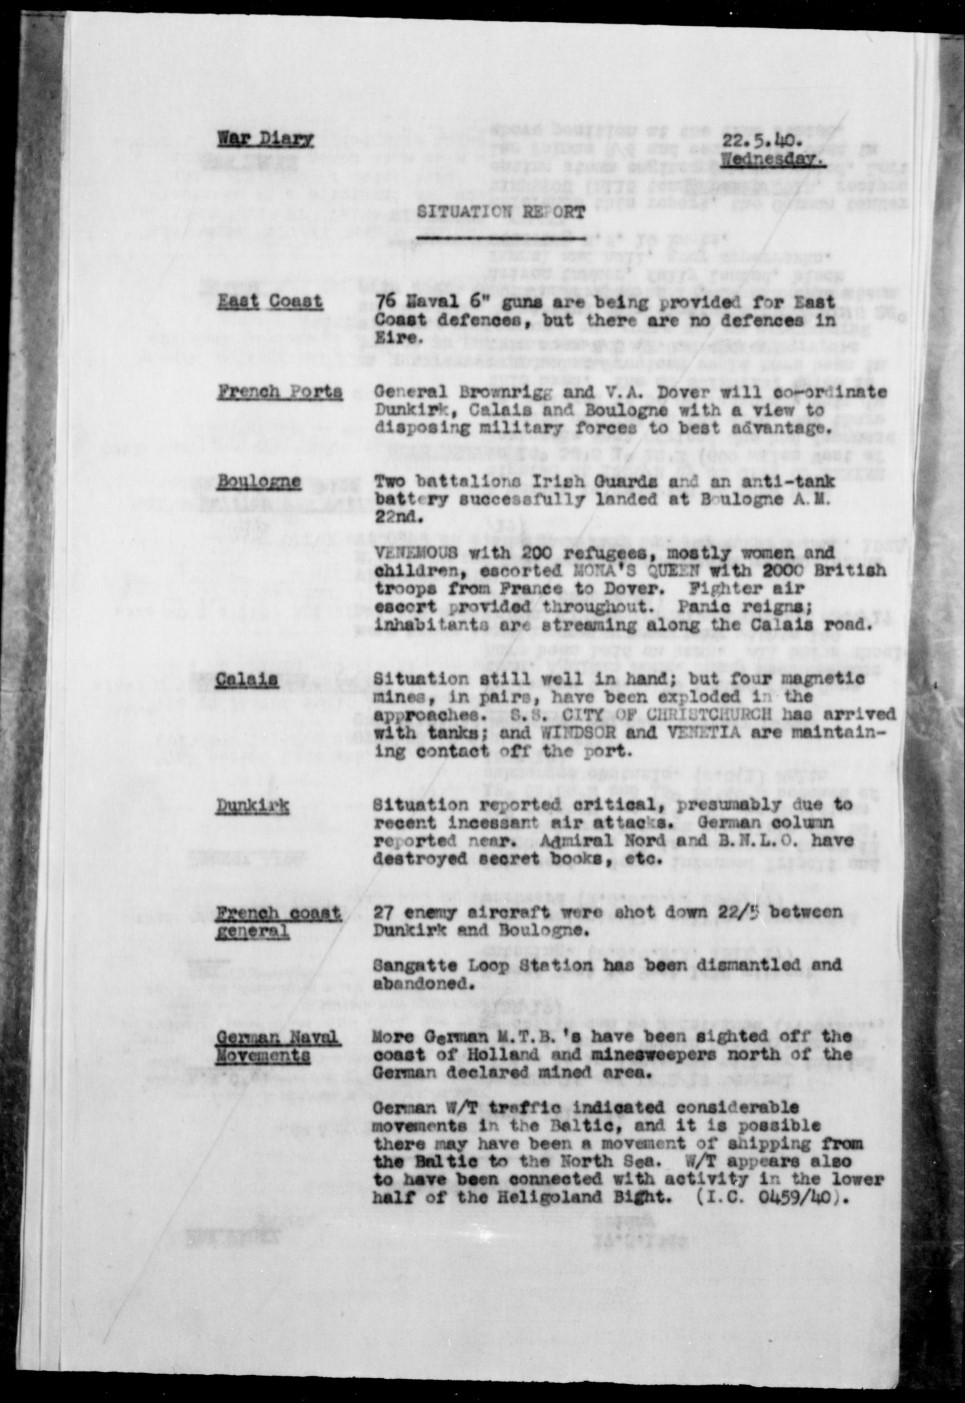 War Diary
22.5.40.
Wednesday.
SITUATION REPORT
East Coast
76 Naval 6" guns are being provided for East
Coast defences, but there are no defences in
Eire.
French Ports
General Brownrigg and V.A. Dover will co-ordinate
Dunkirk, Calais and Boulogne with a view to
disposing military forces to best advantage.
Boulogne
Two battalions Irish Guards and an anti-tank
battery successfully landed at Boulogne A.M.
22nd.
VENEMOUS with 200 refugees, mostly women and
children, escorted MONA'S QUEEN with 2000 British
troops from France to Dover. Fighter air
escort provided throughout. Panic reigns;
inhabitants are streaming along the Calais road.
Calais
Situation still well in hand; but four magnetic
mines, in pairs, have been exploded in the
approaches. S.S. CITY OF CHRISTCHURCH has arrived
with tanks; and WINDSOR and VENETIA are maintain-
ing contact off the port.
Dunkirk
Situation reported critical, presumably due to
recent incessant air attacks. German column
reported near. Admiral Nord and B.N.L.O. have
destroyed secret books, etc.
French coast
general
27 enemy aircraft were shot down 22/5 between
Dunkirk and Boulogne.
Sangatte Loop Station has been dismantled and
abandoned.
German Naval
Movements
More German M.T.B.'s have been sighted off the
coast of Holland and minesweepers north of the
German declared mined area.
German W/T traffic indicated considerable
movements in the Baltic, and it is possible
there may have been a movement of shipping from
the Baltic to the North Sea. W/T appears also
to have been connected with activity in the lower
half of the Heligoland Bight. (I.C. 0459/40).